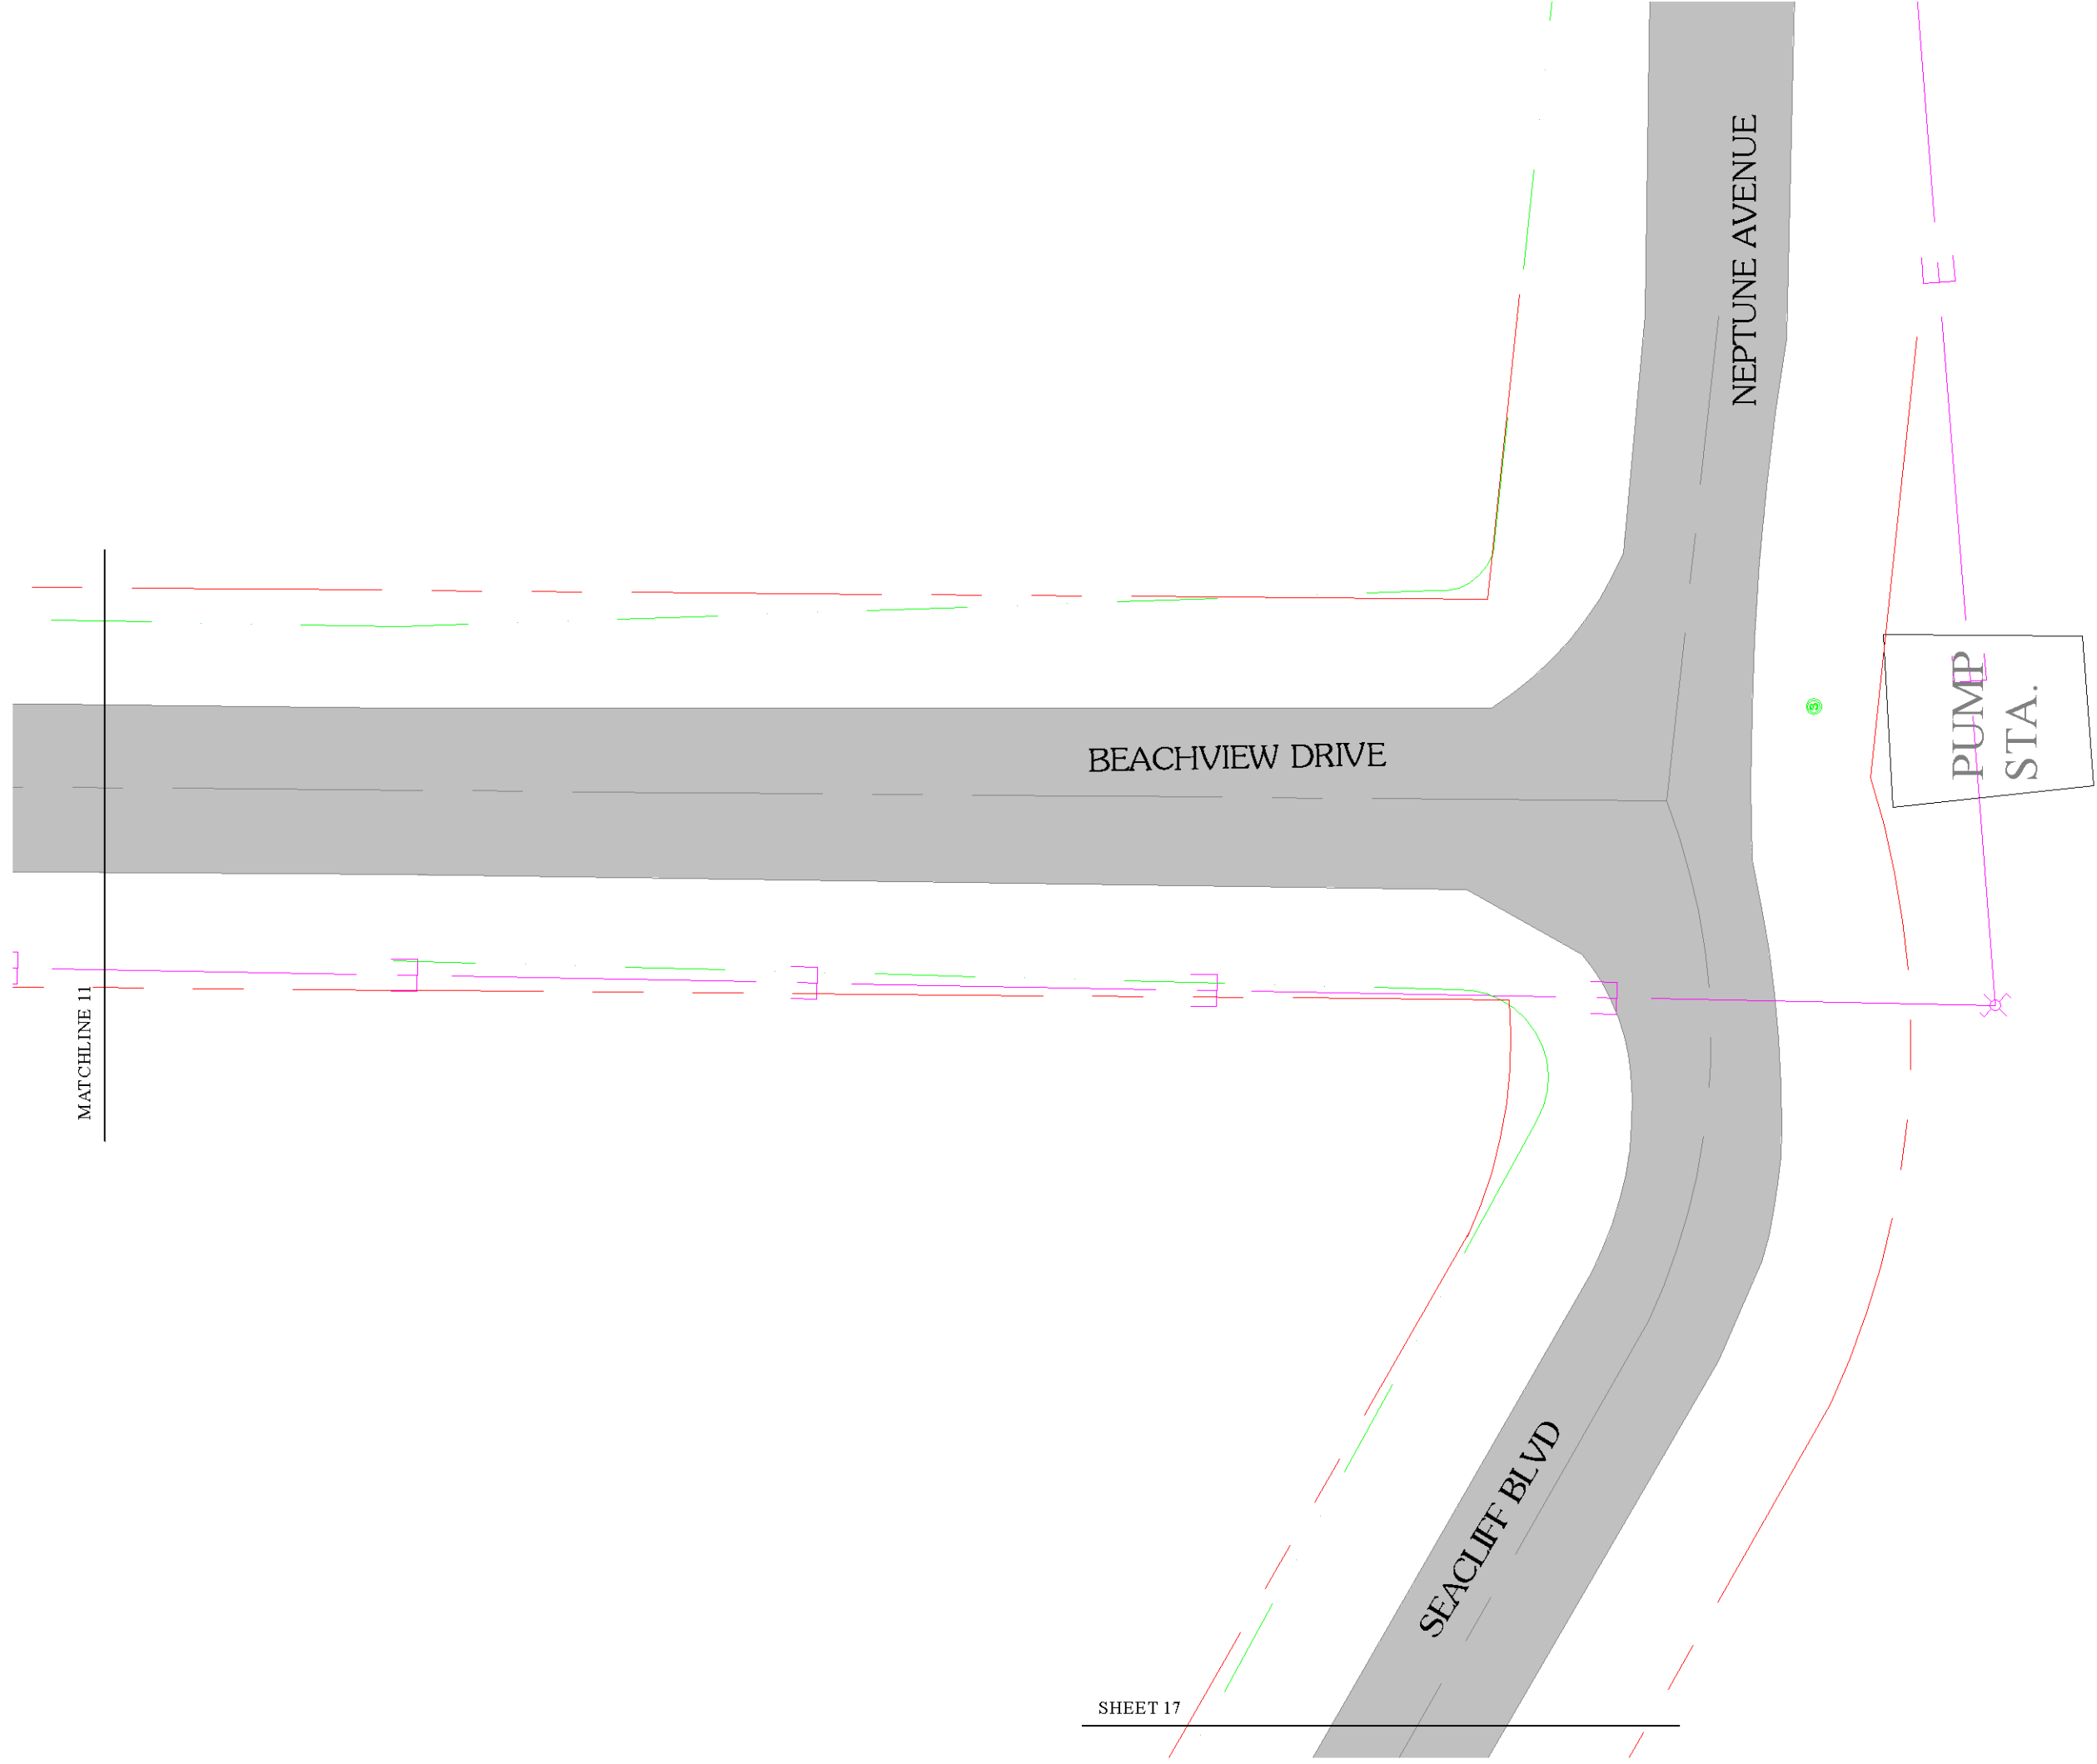 NEPTUNE AVENUE
E
PUMP
STA.
E
BEACHVIEW DRIVE
E
E
E
E
E
MATCHLINE 11
SEACLIFF BLVD
SHEET 17